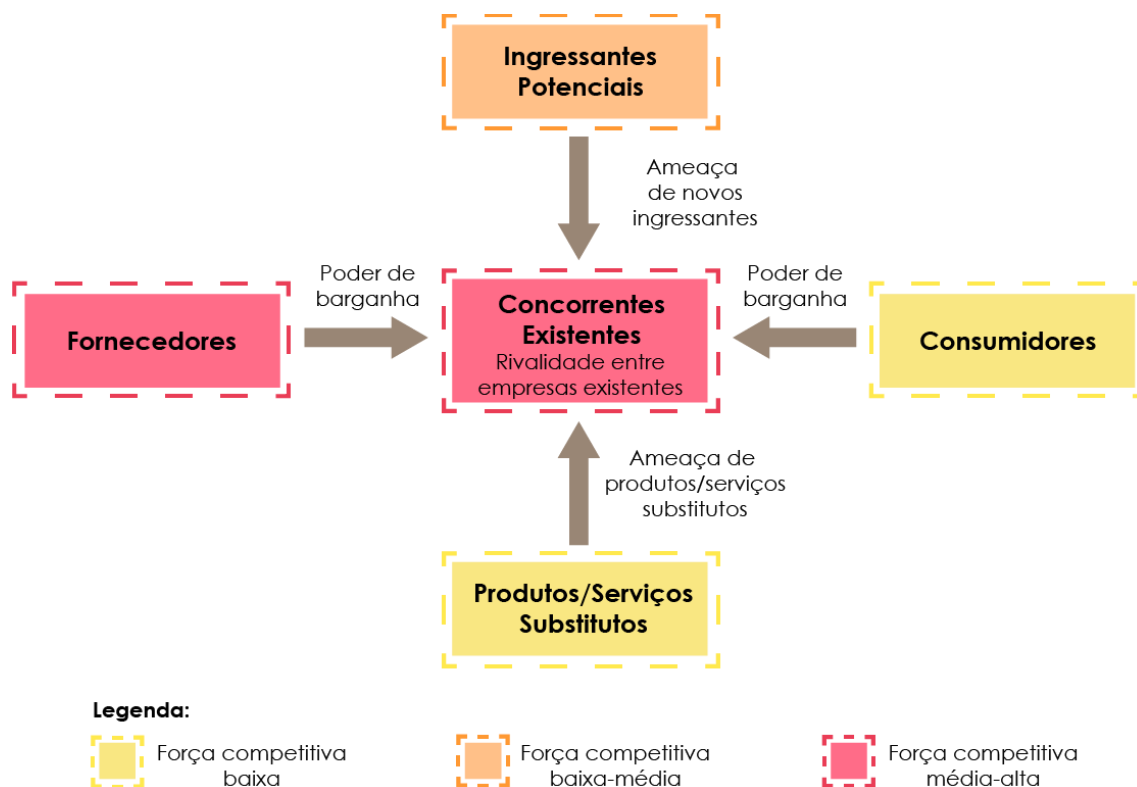 Ingressantes
Potenciais
Ameaça
de novos
ingressantes
Poder de
barganha
Poder de
barganha
Fornecedores
Concorrentes
Existentes
Rivalidade entre
empresas existentes
Consumidores
Ameaça de
produtos/serviços
substitutos
Produtos/Serviços
Substitutos
Legenda:
Força competitiva
baixa
Força competitiva
baixa-média
Força competitiva
média-alta